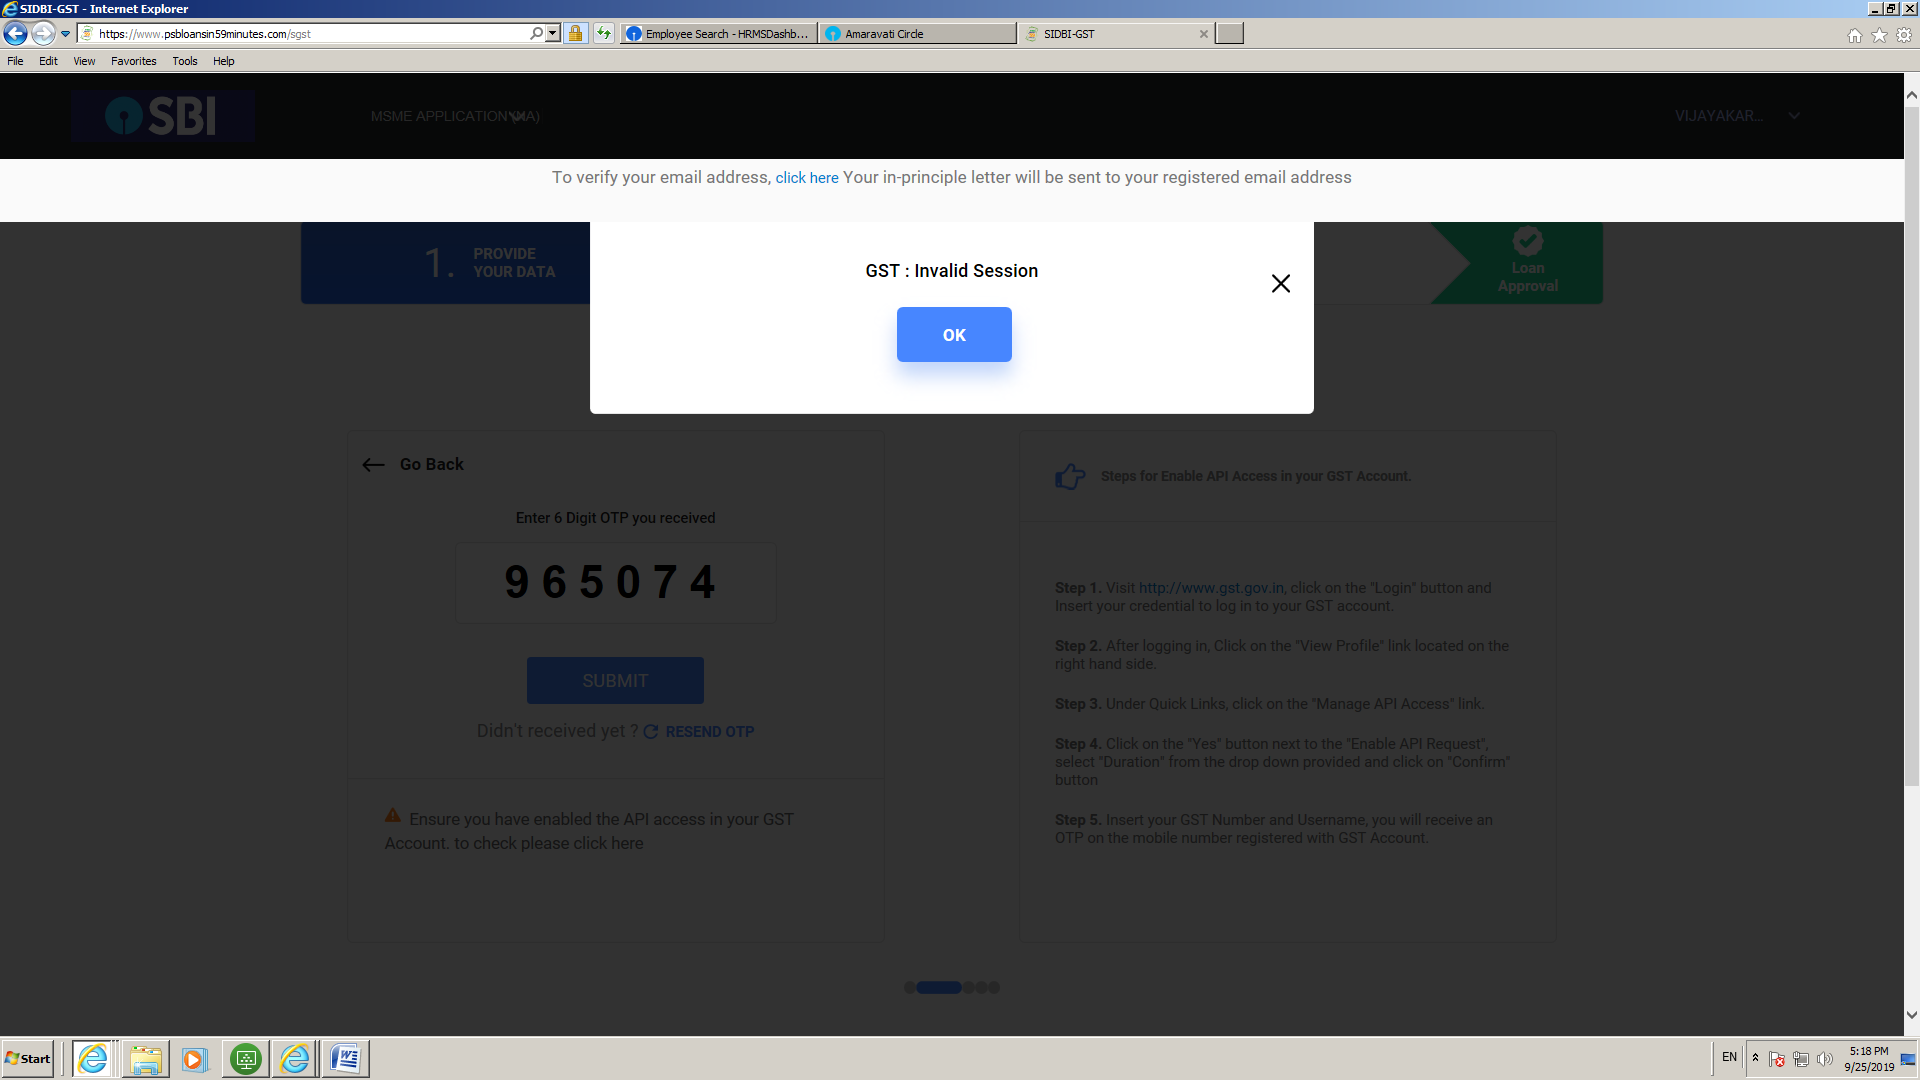 SIDBI-GST - Internet Explorer
https://www.psbloansin59minutes.com/sgst
Employee Search - HRMSDashb...
Amaravati Circle
SIDBI-GST
File Edit View Favorites Tools Help
SBI
MSME APPLICATION
VIJAYAKAR...
To verify your email address, click here Your in-principle letter will be sent to your registered email address
1. PROVIDE
YOUR DATA
GST : Invalid Session
OK
Loan
Approval
Go Back
Enter 6 Digit OTP you received
965074
SUBMIT
Didn't received yet ? RESEND OTP
Ensure you have enabled the API access in your GST
Account. to check please click here
Steps for Enable API Access in your GST Account.
Step 1. Visit http://www.gst.gov.in, click on the "Login" button and
Insert your credential to log in to your GST account.
Step 2. After logging in, Click on the "View Profile" link located on the
right hand side.
Step 3. Under Quick Links, click on the "Manage API Access" link.
Step 4. Click on the "Yes" button next to the "Enable API Request",
select "Duration" from the drop down provided and click on "Confirm"
button
Step 5. Insert your GST Number and Username, you will receive an
OTP on the mobile number registered with GST Account.
Start
EN
5:18 PM
9/25/2019